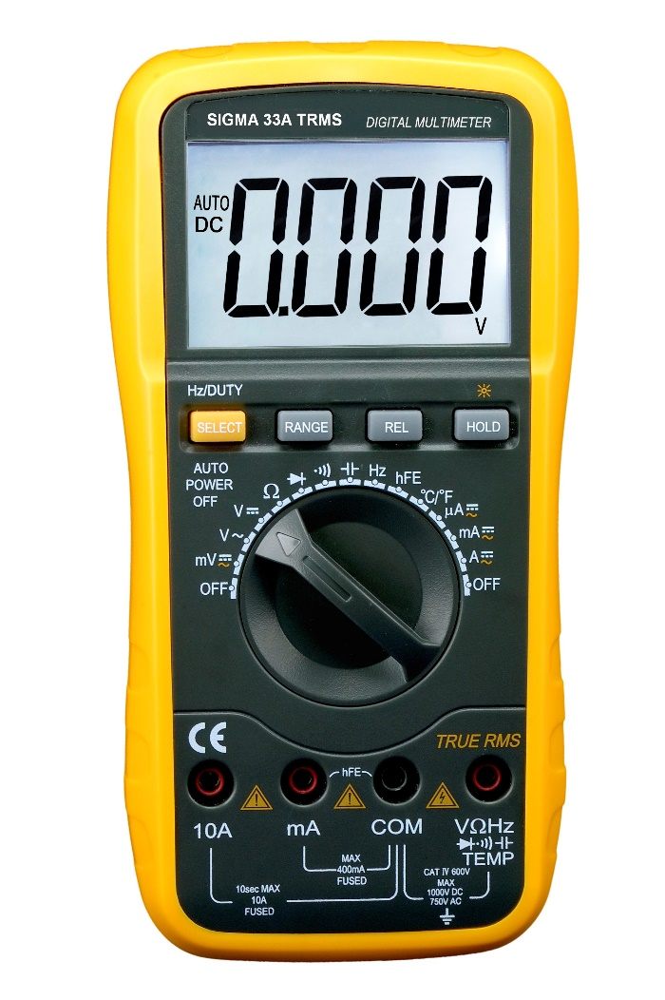 SIGMA 33A TRMS DIGITAL MULTIMETER
AUTO
DC
0.000
V
Hz/DUTY
SELECT RANGE REL HOLD
AUTO
POWER
OFF
OFF
mV
V~
V
Ω
Hz
hFE
°C/°F
µA
mA
A
OFF
CE
TRUE RMS
hFE
10A mA COM VΩHz
TEMP
MAX
400mA
FUSED
10sec MAX
10A
FUSED
CAT IV 600V
MAX
1000V DC
750V AC